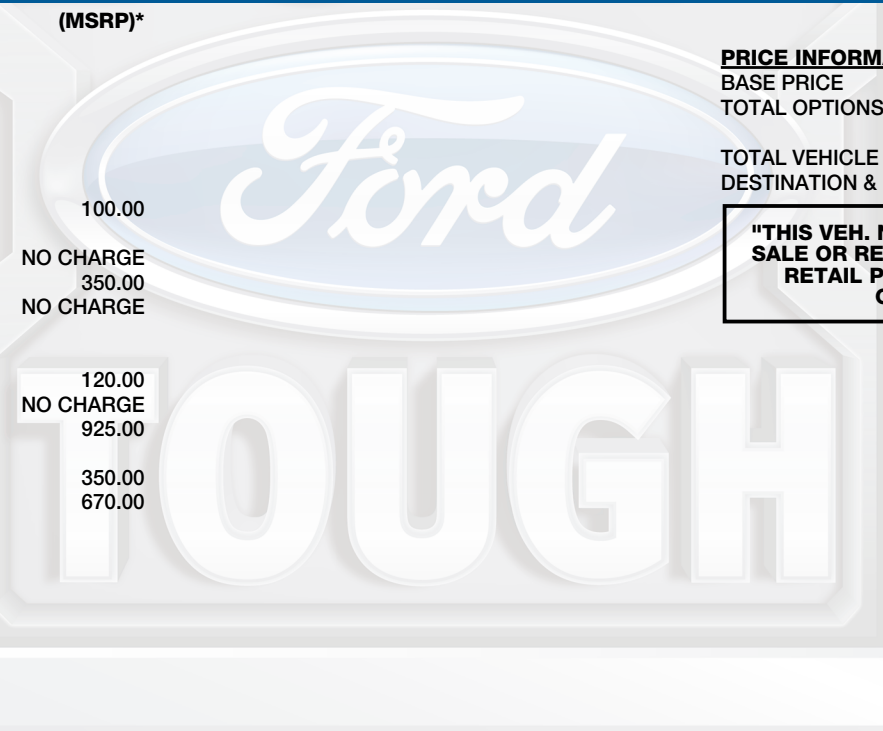 (MSRP)*
100.00
NO CHARGE
350.00
NO CHARGE
120.00
NO CHARGE
925.00
350.00
670.00
PRICE INFORM
BASE PRICE
TOTAL OPTIONS
TOTAL VEHICLE
DESTINATION &
"THIS VEH.
SALE OR RE
RETAIL P
Ford
TOUGH